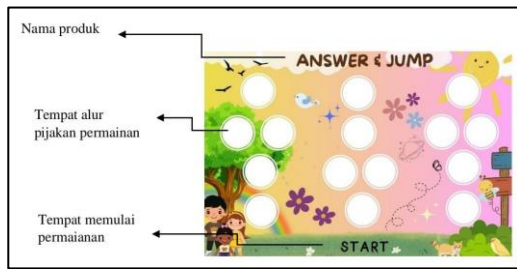 Nama produk
ANSWER & JUMP
Tempat alur
pijakan permainan
Tempat memulai
permaianan
START